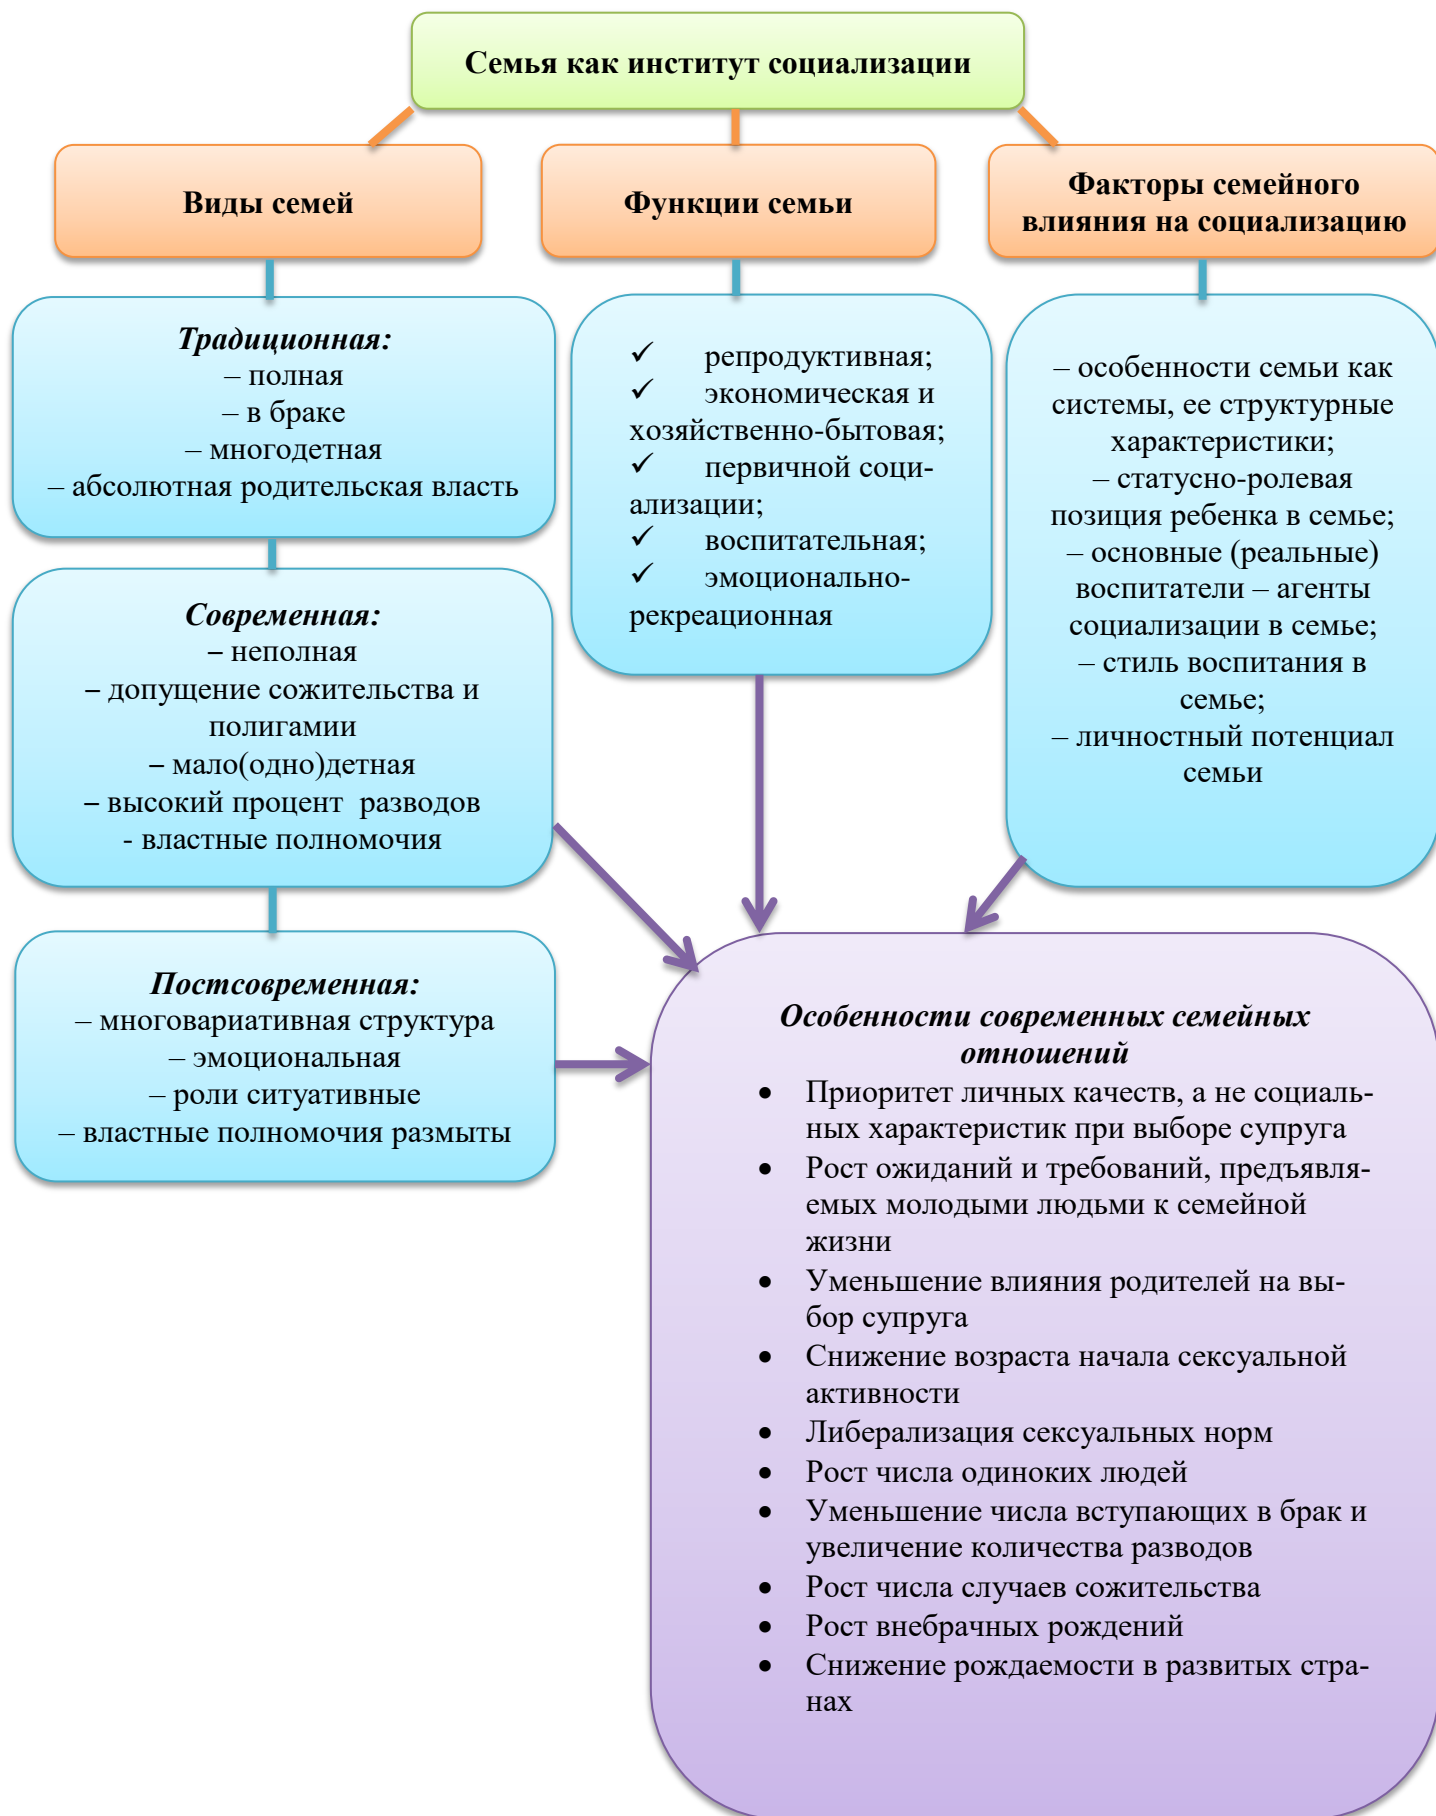 Семья как институт социализации
Виды семей
Функции семьи
Факторы семейного
влияния на социализацию
Традиционная:
– полная
– в браке
– многодетная
– абсолютная родительская власть
Современная:
– неполная
– допущение сожительства и
полигамии
– мало(одно)детная
– высокий процент разводов
- властные полномочия
Постсовременная:
– многовариативная структура
– эмоциональная
– роли ситуативные
– властные полномочия размыты
✓ репродуктивная;
✓ экономическая и
хозяйственно-бытовая;
✓ первичной соци-
ализации;
✓ воспитательная;
✓ эмоционально-
рекреационная
– особенности семьи как
системы, ее структурные
характеристики;
– статусно-ролевая
позиция ребенка в семье;
– основные (реальные)
воспитатели – агенты
социализации в семье;
– стиль воспитания в
семье;
– личностный потенциал
семьи
Особенности современных семейных
отношений
• Приоритет личных качеств, а не социаль-
ных характеристик при выборе супруга
• Рост ожиданий и требований, предъявля-
емых молодыми людьми к семейной
жизни
• Уменьшение влияния родителей на вы-
бор супруга
• Снижение возраста начала сексуальной
активности
• Либерализация сексуальных норм
• Рост числа одиноких людей
• Уменьшение числа вступающих в брак и
увеличение количества разводов
• Рост числа случаев сожительства
• Рост внебрачных рождений
• Снижение рождаемости в развитых стра-
нах